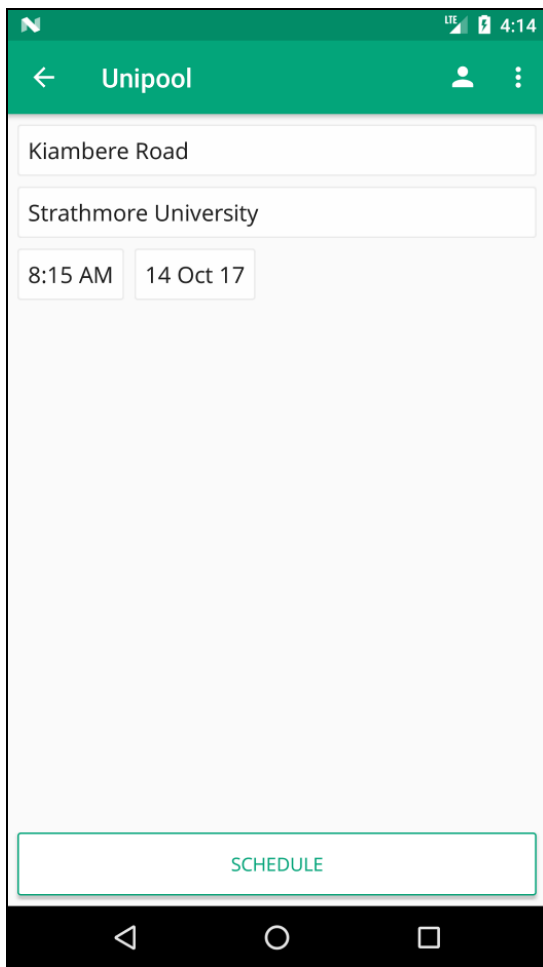 LTE 4:14
Unipool
Kiambere Road
Strathmore University
8:15 AM 14 Oct 17
SCHEDULE